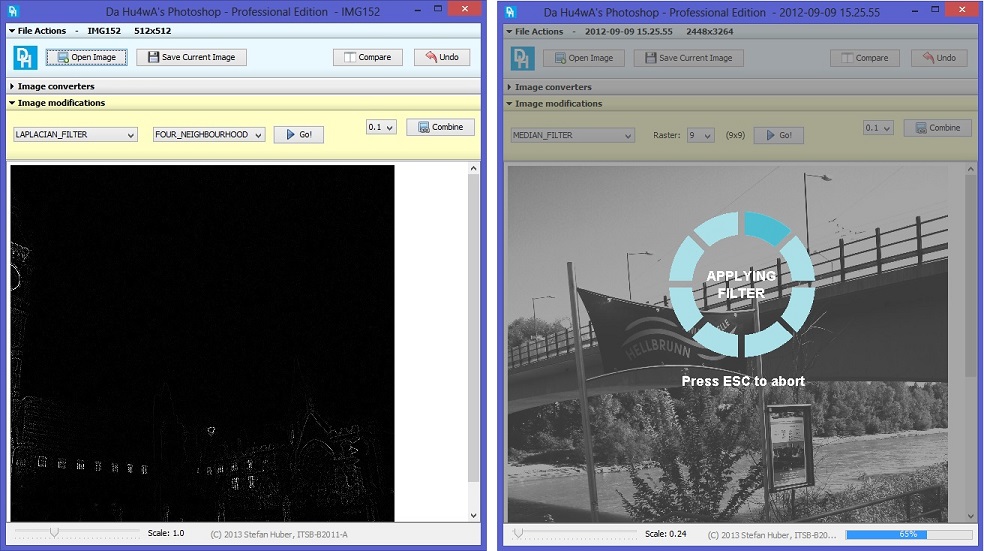 DH Da Hu4wA's Photoshop - Professional Edition - IMG152
File Actions - IMG152 512x512
DH Open Image Save Current Image Compare Undo
Image converters
Image modifications
LAPLACIAN_FILTER FOUR_NEIGHBOURHOOD Go! 0.1 Combine
Scale: 1.0 (C) 2013 Stefan Huber, ITSB-B2011-A
DH Da Hu4wA's Photoshop - Professional Edition - 2012-09-09 15.25.55
File Actions - 2012-09-09 15.25.55 2448x3264
DH Open Image Save Current Image Compare Undo
Image converters
Image modifications
MEDIAN_FILTER Raster: 9 (9x9) Go! 0.1 Combine
APPLYING
FILTER
HELLBRUNN
Press ESC to abort
Scale: 0.24 (C) 2013 Stefan Huber, ITSB-B20... 65%